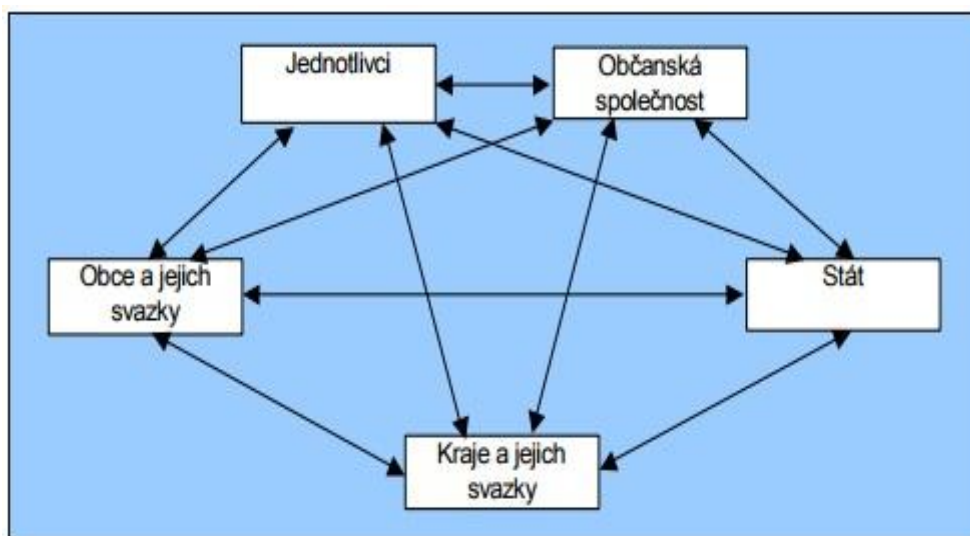 Jednotlivci
Občanská
společnost
Obce a jejich
svazky
Stát
Kraje a jejich
svazky